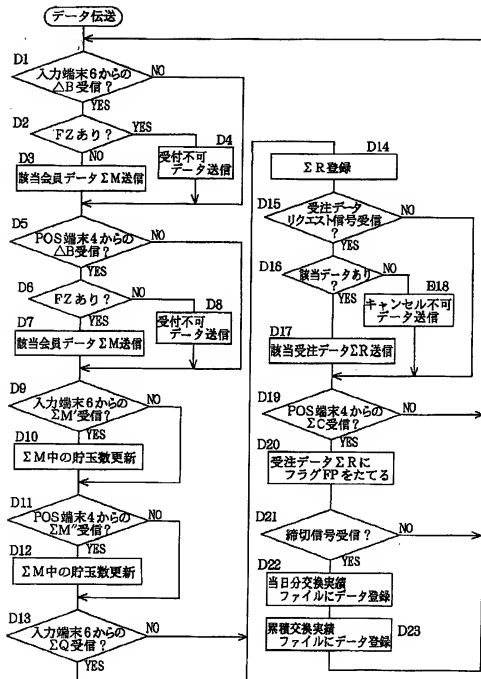 データ伝送
D1
入力端末6からの
△B受信?
NO
YES
D2
FZあり?
YES
NO
D4
受付不可
データ送信
D3
該当会員データΣM送信
D5
POS端末4からの
△B受信?
NO
YES
D6
FZあり?
NO
YES
D8
受付不可
データ送信
D7
該当会員データΣM送信
D9
入力端末6からの
ΣM'受信?
NO
YES
D10
ΣM中の貯玉数更新
D11
POS端末4からの
ΣM"受信?
NO
YES
D12
ΣM中の貯玉数更新
D13
入力端末6からの
ΣQ受信?
NO
YES
D14
ΣR登録
D15
受注データ
リクエスト信号受信
?
NO
YES
D16
該当データあり
?
NO
YES
D18
キャンセル不可
データ送信
D17
該当受注データΣR送信
D19
POS端末4からの
ΣC受信?
NO
YES
D20
受注データΣRに
フラグFPをたてる
D21
締切信号受信?
NO
YES
D22
当日分交換実績
ファイルにデータ登録
累積交換実績
ファイルにデータ登録
D23